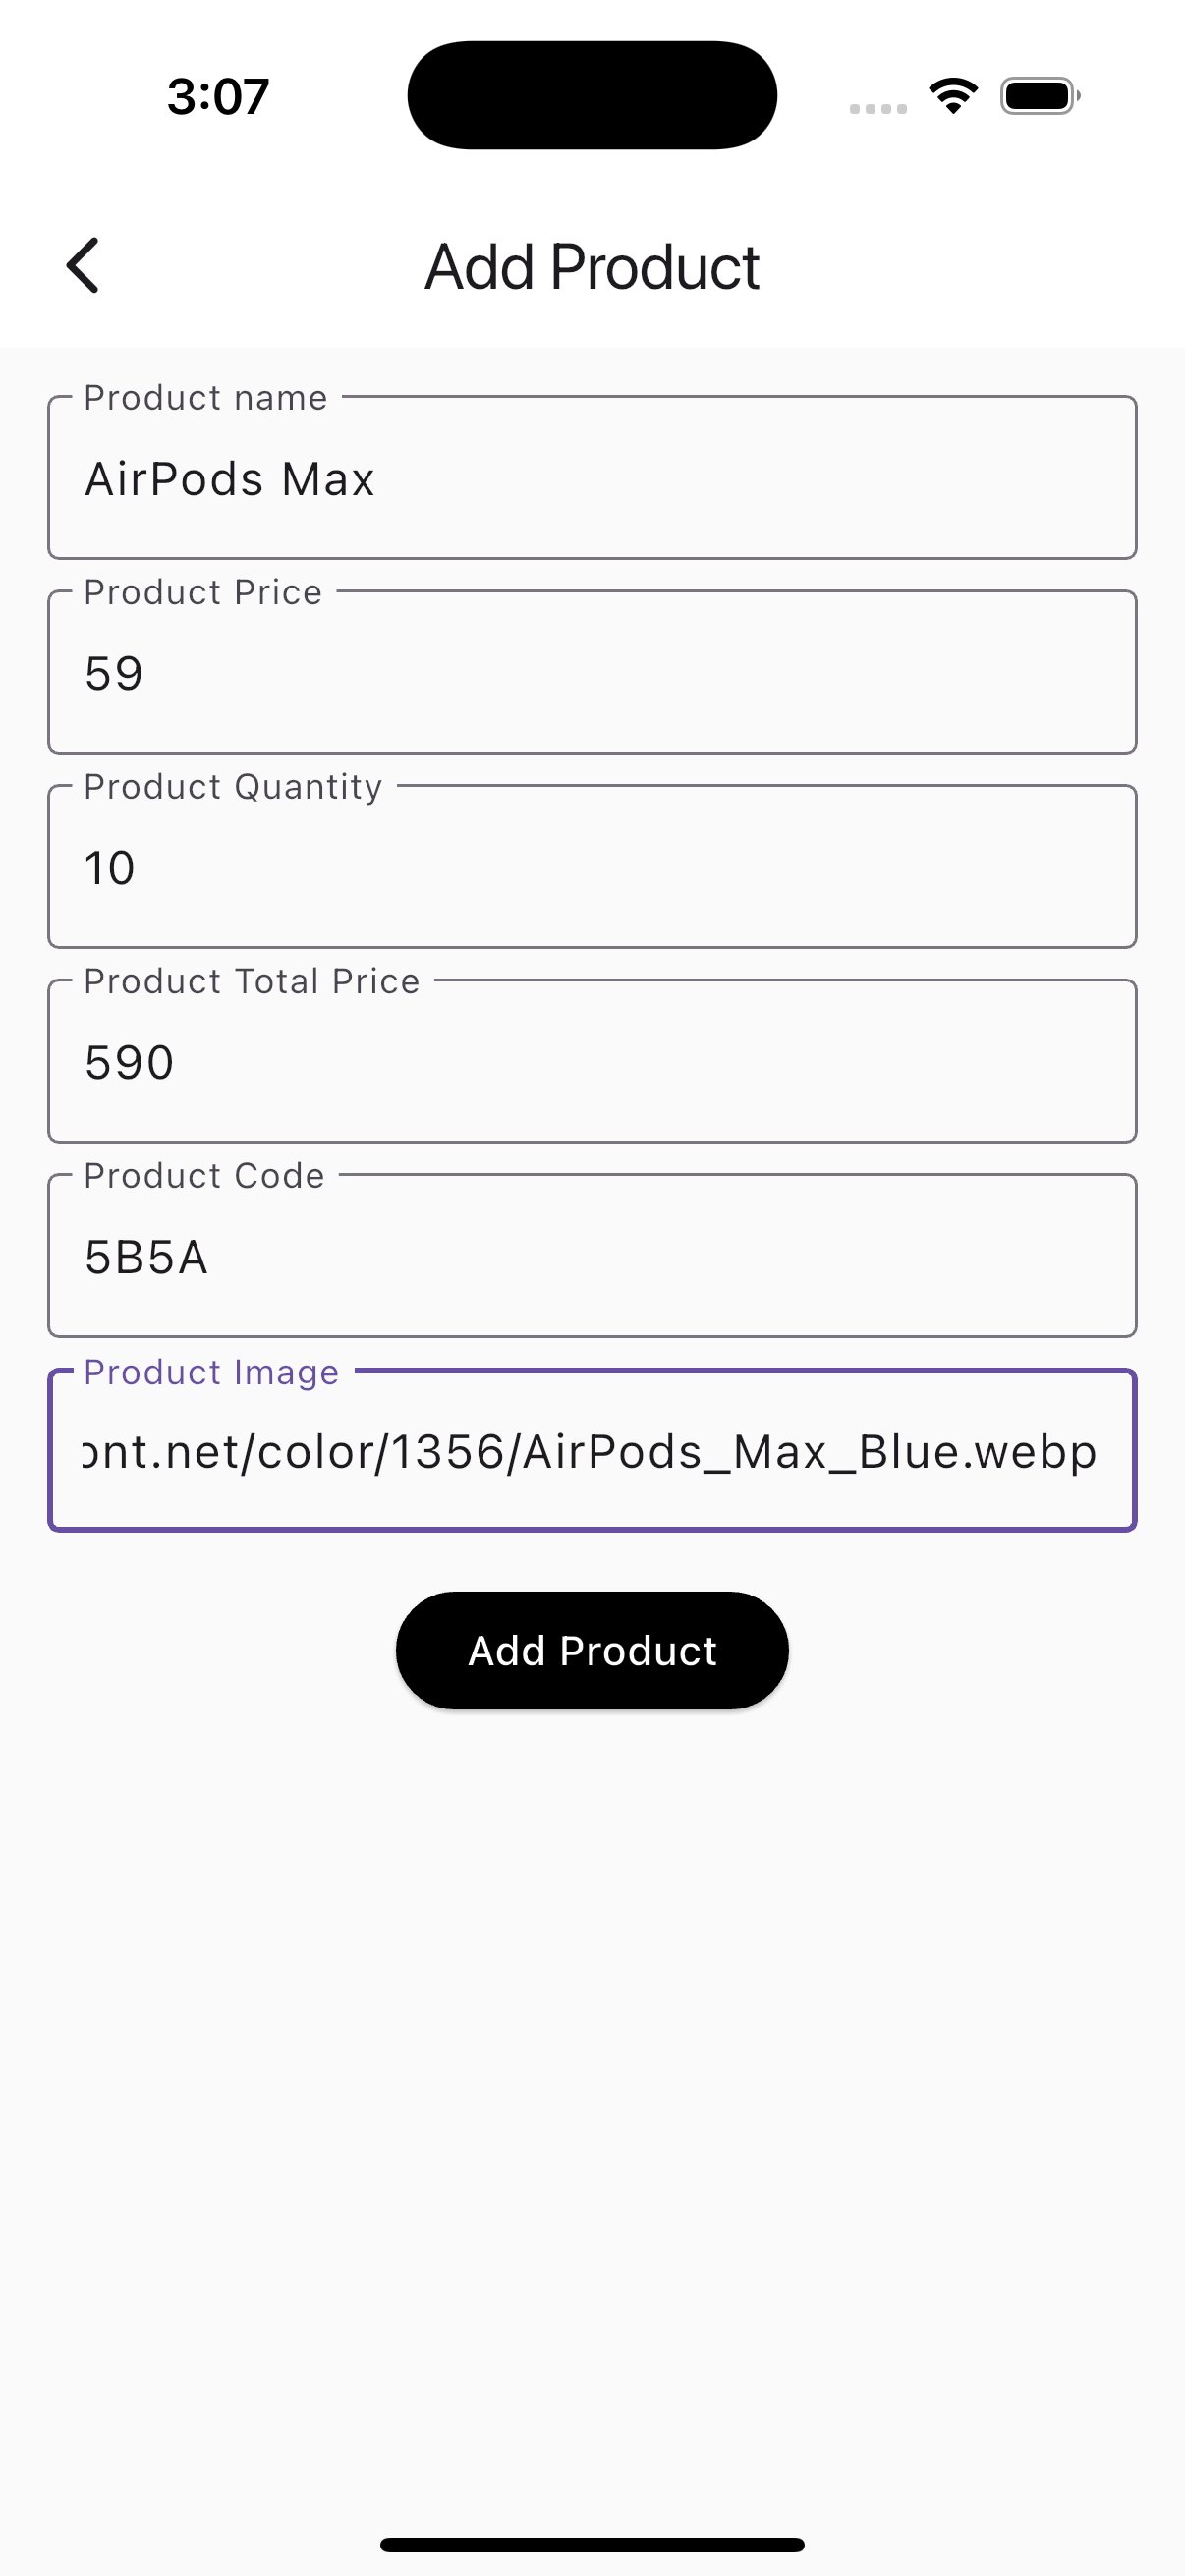 3:07
Add Product
Product name
AirPods Max
Product Price
59
Product Quantity
10
Product Total Price
590
Product Code
5B5A
Product Image
nt.net/color/1356/AirPods_Max_Blue.webp
Add Product